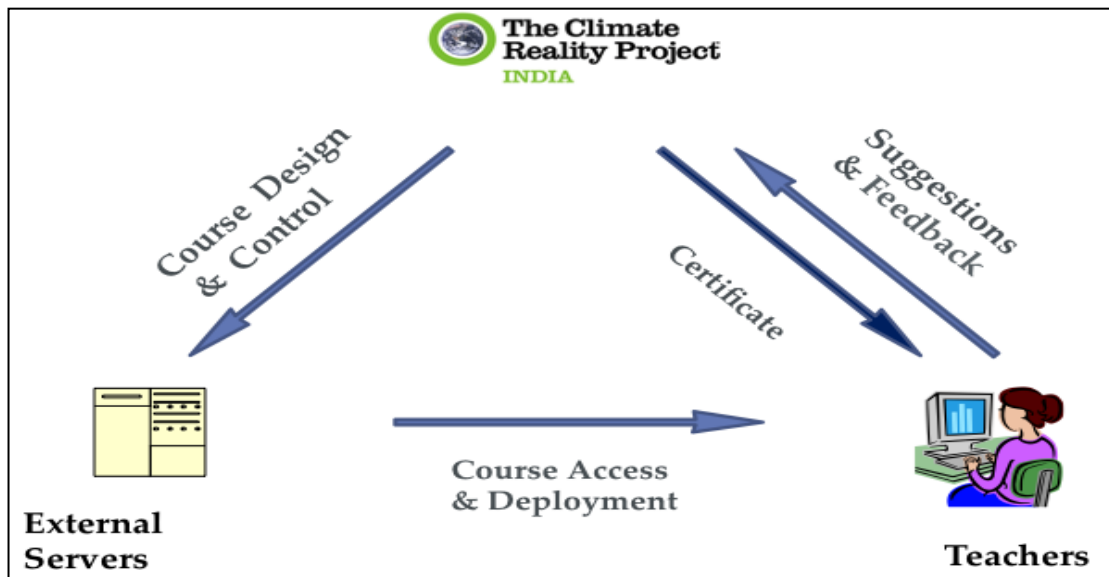 The Climate
Reality Project
INDIA
Course Design
& Control
Suggestions
& Feedback
Certificate
Course Access
& Deployment
External
Servers
Teachers